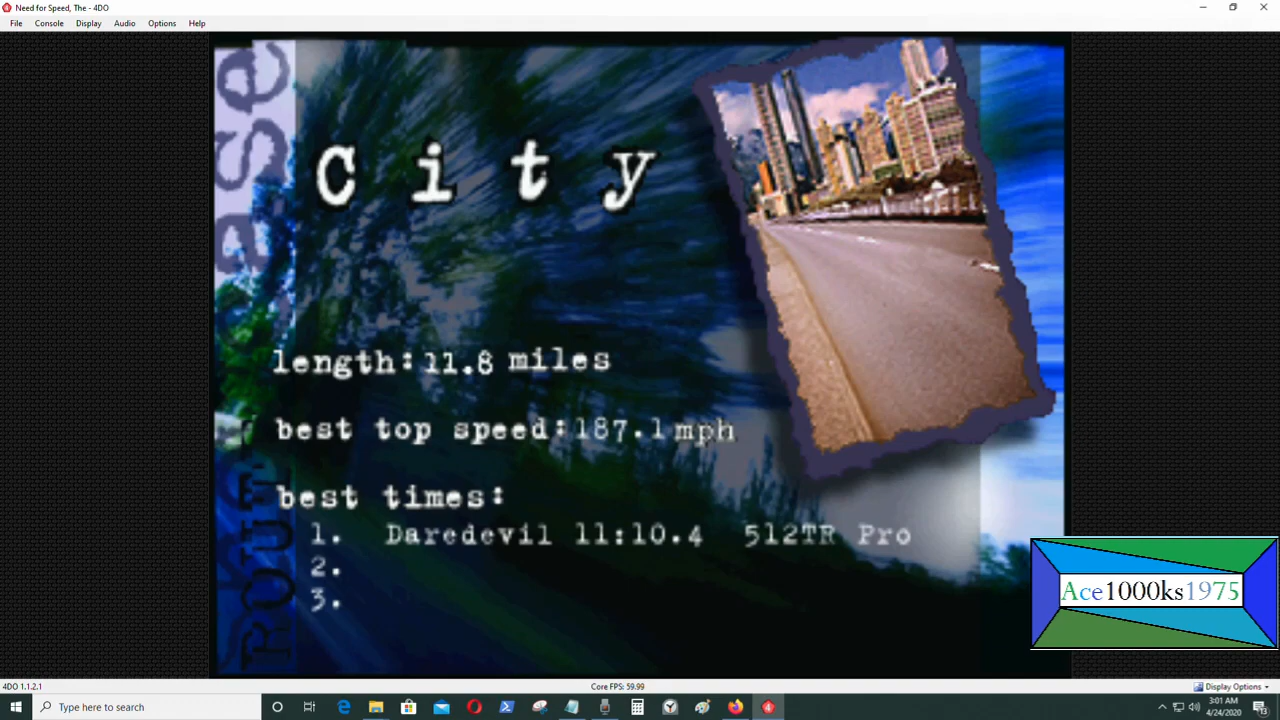 Need for Speed, The - 4DO
File Console Display Audio Options Help
City
length: 11.8 miles
best top speed: 187.1 mph
best times:
1. Daredevil 11:10.4 512TR Pro
2.
3.
Ace1000ks1975
4DO 1.1.2.1
Core FPS: 59.99
Display Options
Type here to search
3:01 AM
4/24/2020